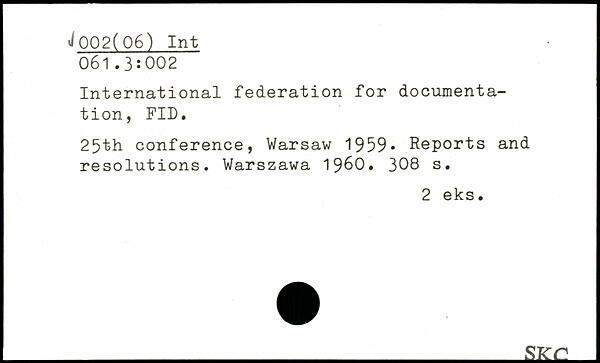 √002(06) Int
061.3:002
International federation for documenta-
tion, FID.
25th conference, Warsaw 1959. Reports and
resolutions. Warszawa 1960. 308 s.
2 eks.
SKC